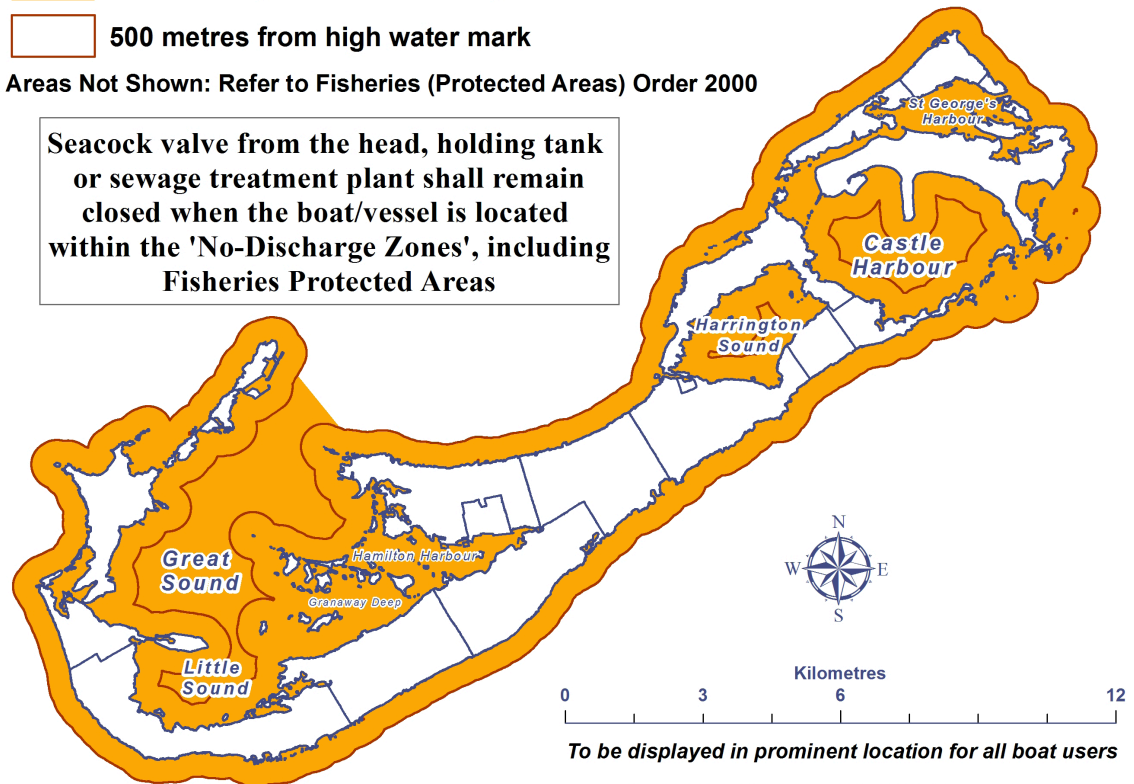 500 metres from high water mark
Areas Not Shown: Refer to Fisheries (Protected Areas) Order 2000
Seacock valve from the head, holding tank
or sewage treatment plant shall remain
closed when the boat/vessel is located
within the 'No-Discharge Zones', including
Fisheries Protected Areas
St George's
Harbour
Castle
Harbour
Harrington
Sound
Great
Sound
Hamilton Harbour
Granaway Deep
Little
Sound
N
W E
S
Kilometres
0 3 6 12
To be displayed in prominent location for all boat users